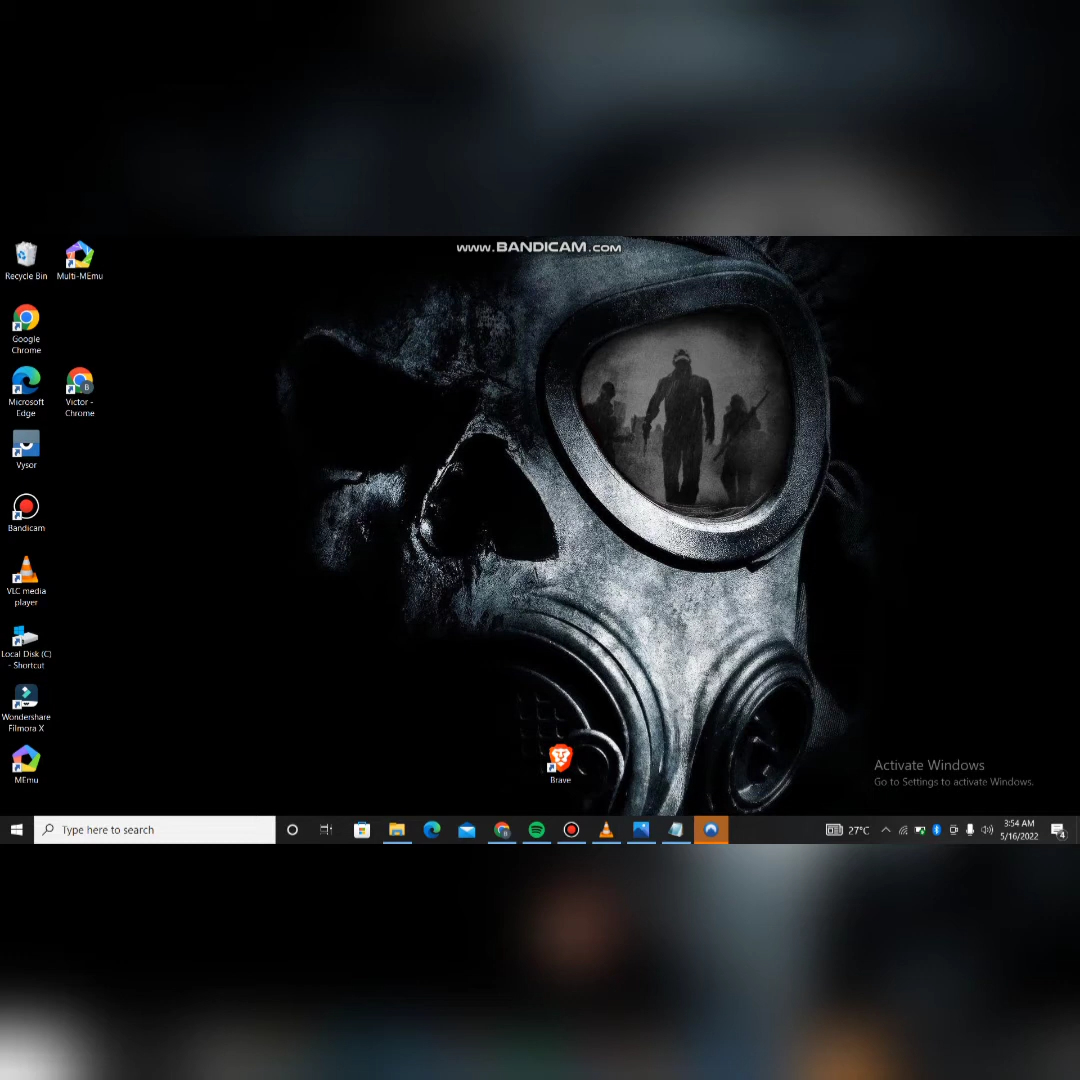 www.BANDICAM.com
Recycle Bin
Multi-MEmu
Google
Chrome
Microsoft
Edge
Victor -
Chrome
B
Vysor
Bandicam
VLC media
player
Local Disk (C)
- Shortcut
Wondershare
Filmora X
MEmu
Brave
Activate Windows
Go to Settings to activate Windows.
Type here to search
27°C
3:54 AM
5/16/2022
4